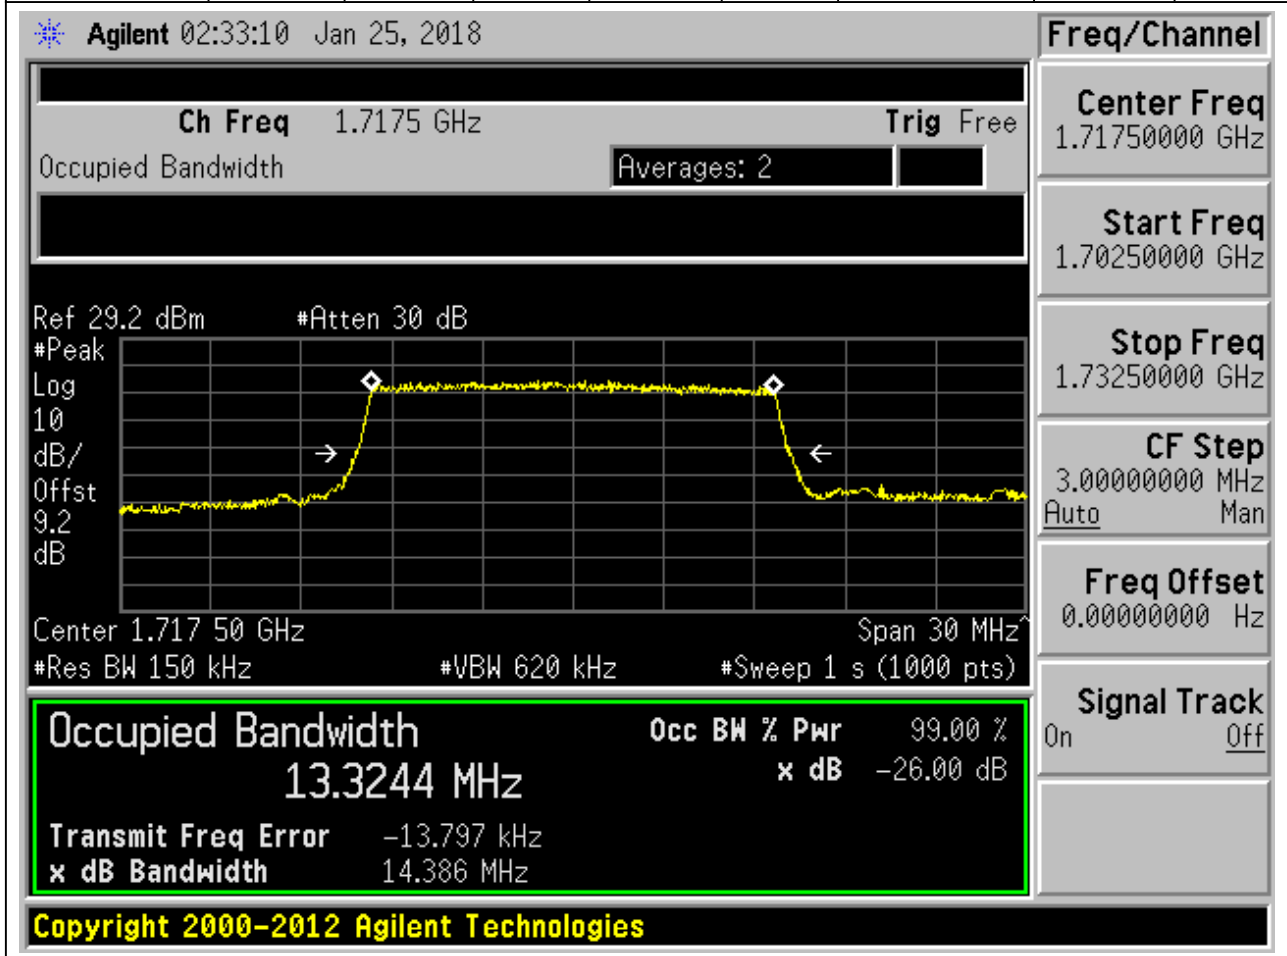 Agilent 02:33:10 Jan 25, 2018
Freq/Channel
Ch Freq 1.7175 GHz Trig Free
Occupied Bandwidth Averages: 2
Center Freq
1.71750000 GHz
Start Freq
1.70250000 GHz
Stop Freq
1.73250000 GHz
CF Step
3.00000000 MHz
Auto Man
Freq Offset
0.00000000 Hz
Signal Track
On Off
Ref 29.2 dBm #Atten 30 dB
#Peak
Log
10
dB/
Offst
9.2
dB
Center 1.717 50 GHz Span 30 MHz^
#Res BW 150 kHz #VBW 620 kHz #Sweep 1 s (1000 pts)
Occupied Bandwidth Occ BW % Pwr 99.00 %
13.3244 MHz x dB -26.00 dB
Transmit Freq Error -13.797 kHz
x dB Bandwidth 14.386 MHz
Copyright 2000-2012 Agilent Technologies